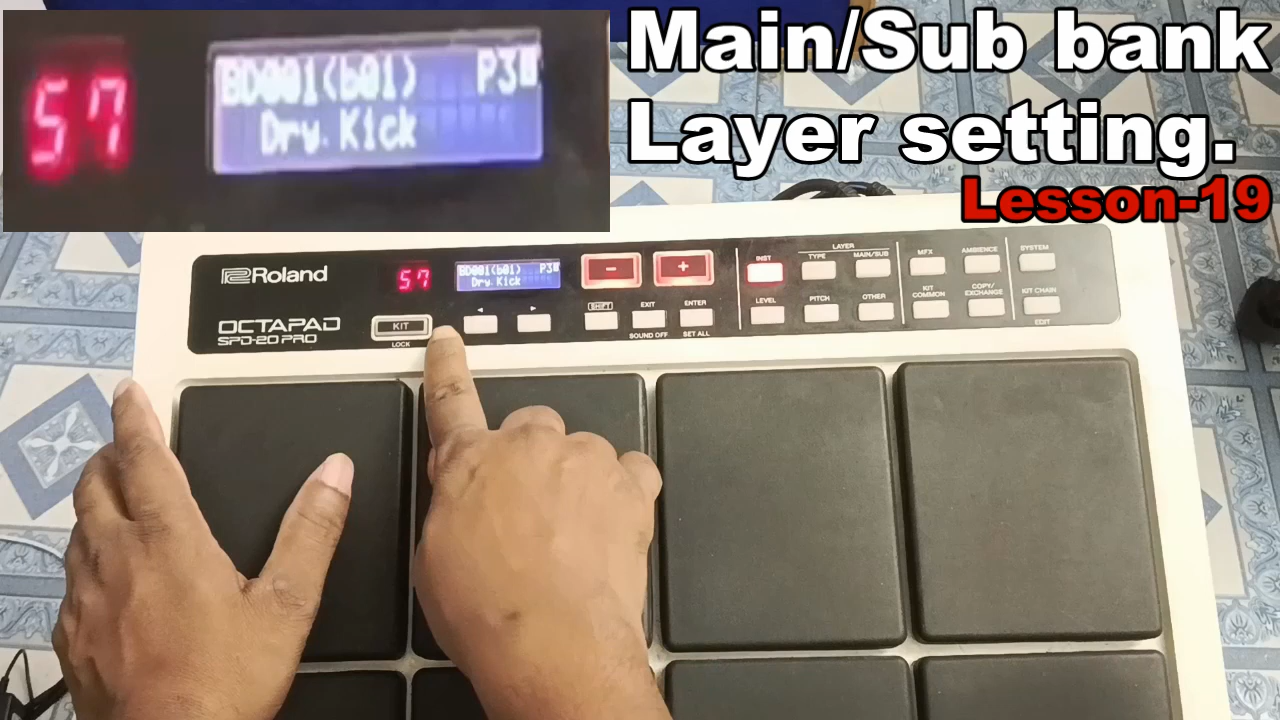 Main/Sub bank
Layer setting.
Lesson-19
57
BD001(b01) P3
Dry Kick
Roland
OCTAPAD
SPD-20 PRO
57
BD001(b01) P3
Dry Kick
- +
KIT
LOCK
SHIFT EXIT ENTER
SOUND OFF SET ALL
LAYER
INST TYPE MAIN/SUB MFX AMBIENCE SYSTEM
LEVEL PITCH OTHER KIT COMMON COPY/EXCHANGE KIT CHAIN
EDIT